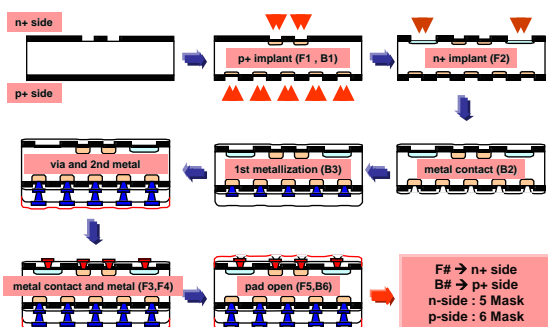 n+ side
p+ side
p+ implant (F1 , B1)
n+ implant (F2)
via and 2nd metal
1st metallization (B3)
metal contact (B2)
metal contact and metal (F3,F4)
pad open (F5,B6)
F# → n+ side
B# → p+ side
n-side : 5 Mask
p-side : 6 Mask